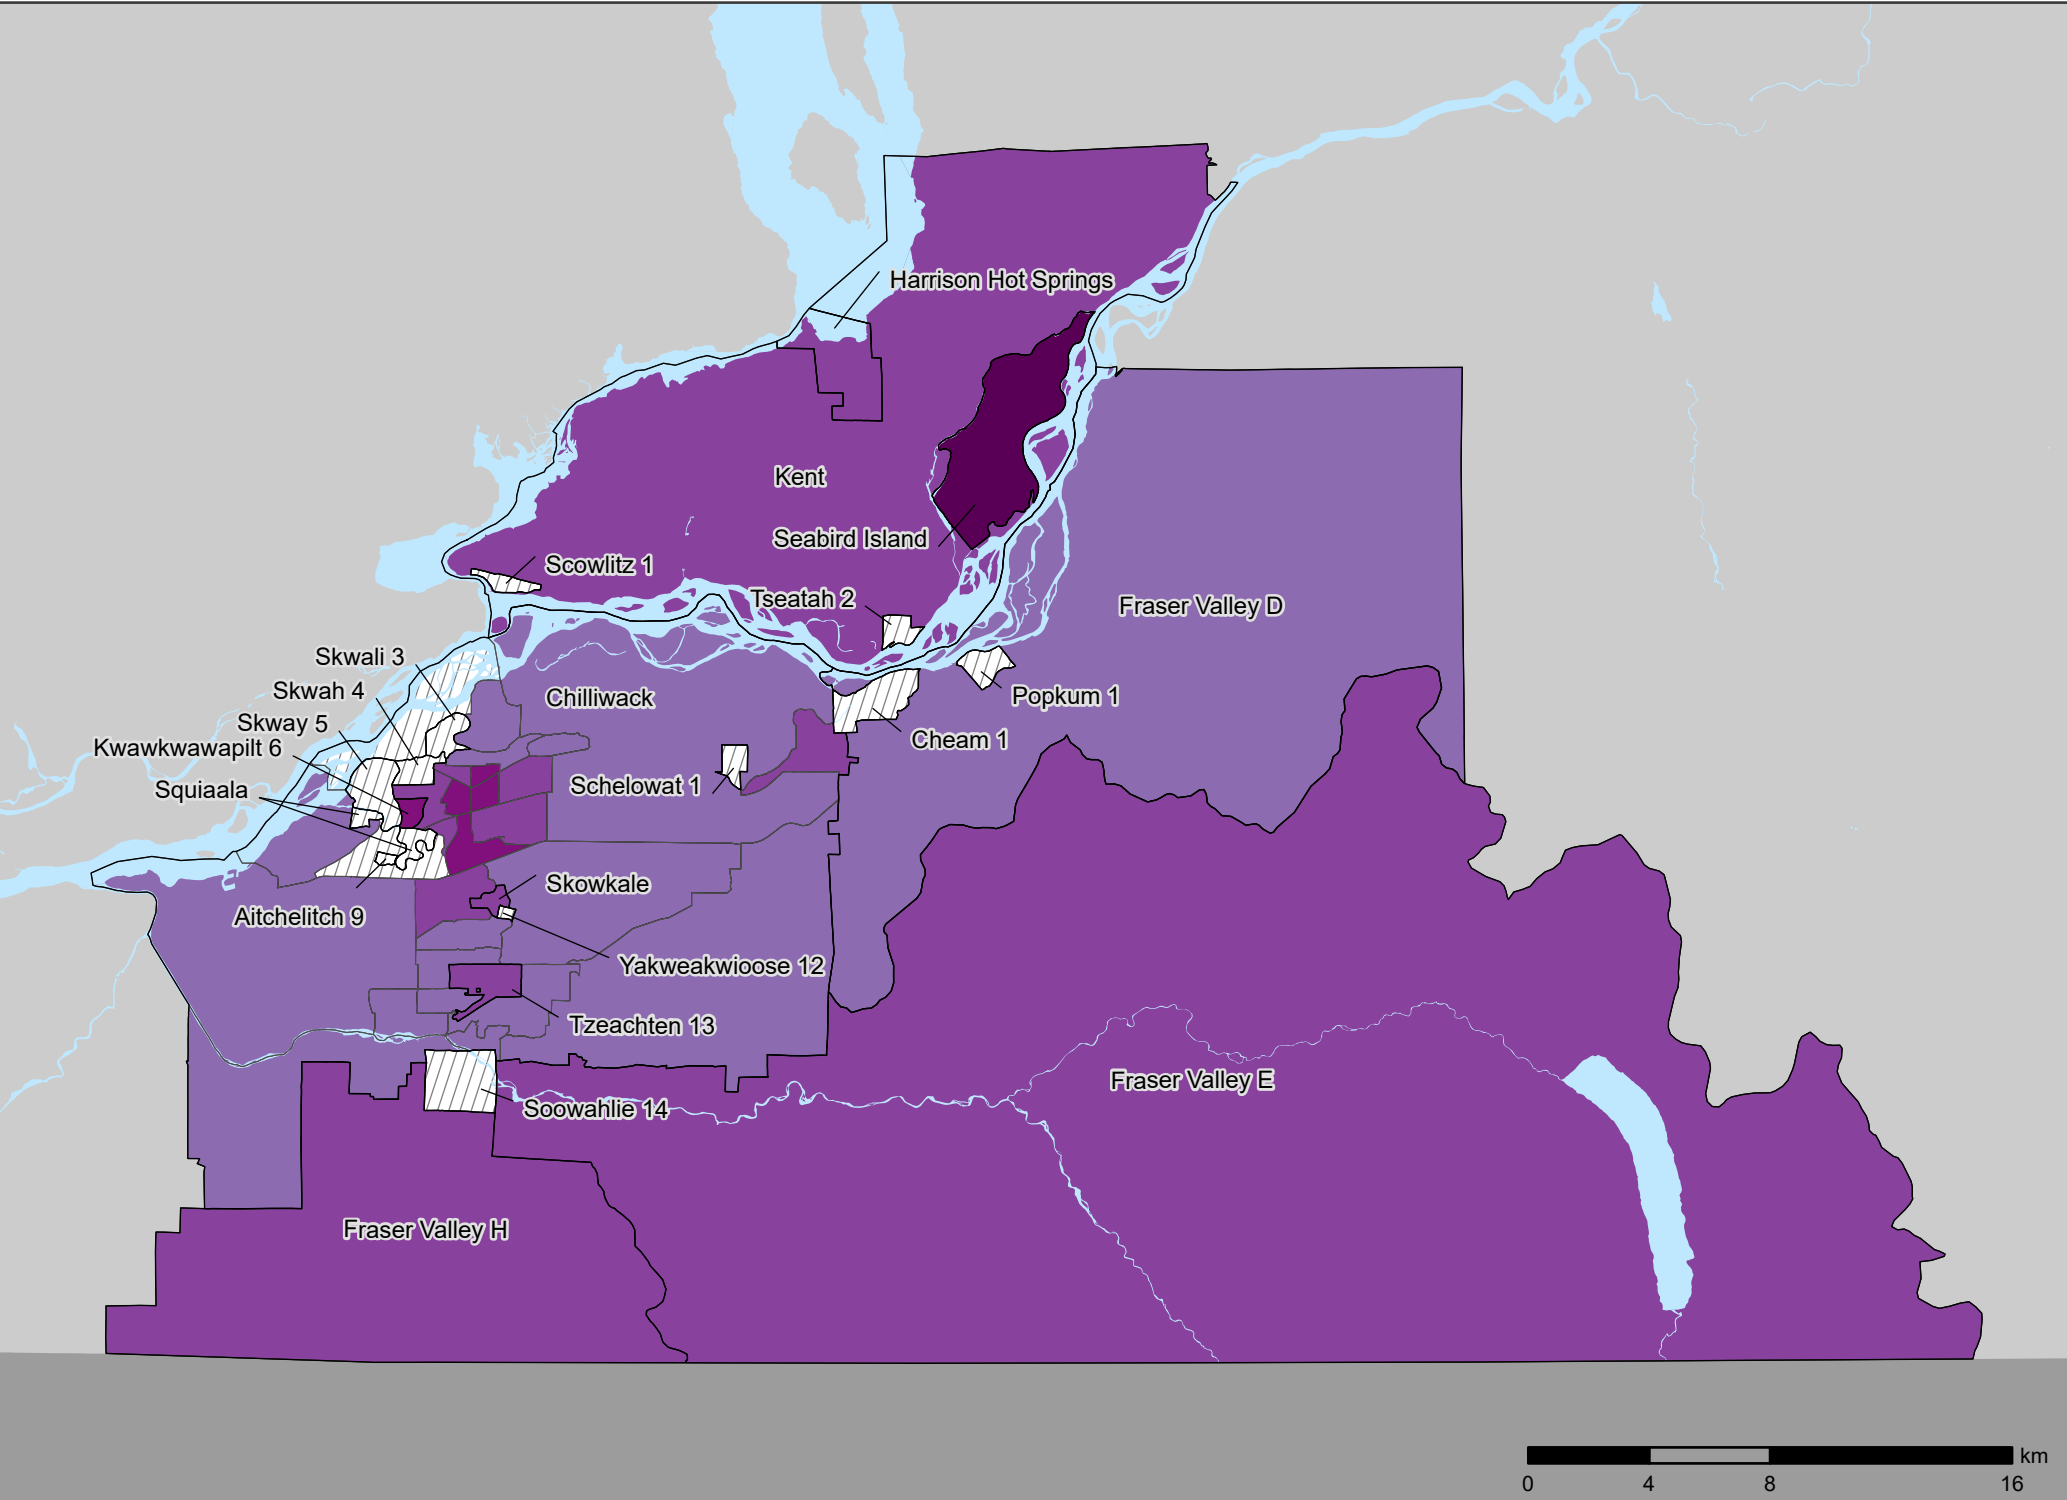 Harrison Hot Springs
Kent
Seabird Island
Scowlitz 1
Tseatah 2
Fraser Valley D
Skwali 3
Skwah 4
Chilliwack
Popkum 1
Skway 5
Cheam 1
Kwawkwawapilt 6
Schelowat 1
Squiaala
Skowkale
Aitchelitch 9
Yakweakwioose 12
Tzeachten 13
Fraser Valley E
Soowahlie 14
Fraser Valley H
km
0 4 8 16